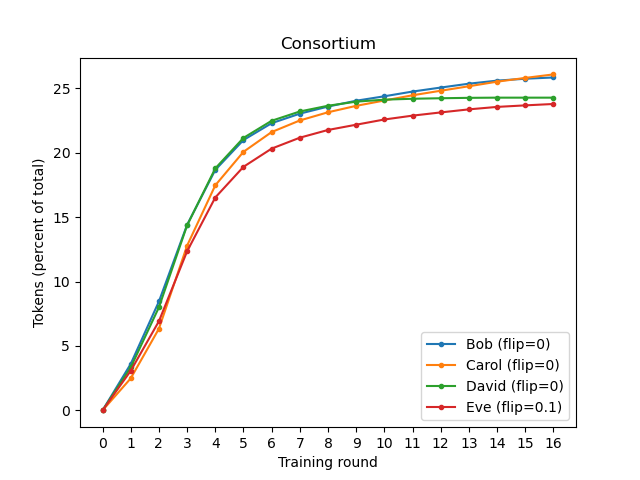 Consortium
Tokens (percent of total)
25
20
15
10
5
0
Bob (flip=0)
Carol (flip=0)
David (flip=0)
Eve (flip=0.1)
0 1 2 3 4 5 6 7 8 9 10 11 12 13 14 15 16
Training round